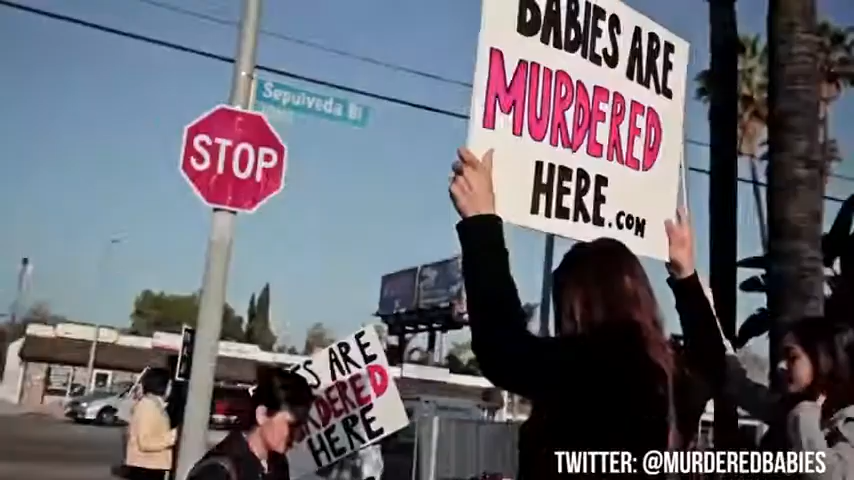 BABIES ARE
MURDERED
HERE.COM
Sepulveda Bl
STOP
ARE
HERE
TWITTER: @MURDEREDBABIES